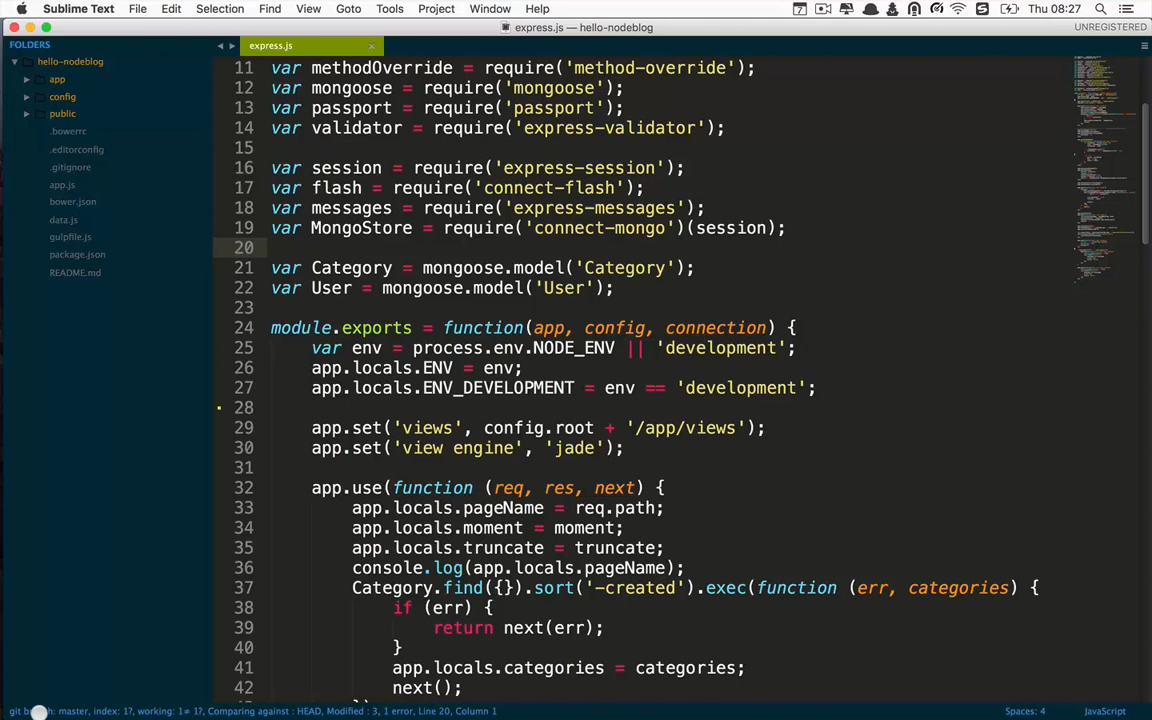 Sublime Text File Edit Selection Find View Goto Tools Project Window Help Thu 08:27
express.js — hello-nodeblog UNREGISTERED
FOLDERS
hello-nodeblog
app
config
public
.bowerrc
.editorconfig
.gitignore
app.js
bower.json
data.js
gulpfile.js
package.json
README.md
express.js
11 var methodOverride = require('method-override');
12 var mongoose = require('mongoose');
13 var passport = require('passport');
14 var validator = require('express-validator');
15
16 var session = require('express-session');
17 var flash = require('connect-flash');
18 var messages = require('express-messages');
19 var MongoStore = require('connect-mongo')(session);
20
21 var Category = mongoose.model('Category');
22 var User = mongoose.model('User');
23
24 module.exports = function(app, config, connection) {
25 var env = process.env.NODE_ENV || 'development';
26 app.locals.ENV = env;
27 app.locals.ENV_DEVELOPMENT = env == 'development';
28
29 app.set('views', config.root + '/app/views');
30 app.set('view engine', 'jade');
31
32 app.use(function (req, res, next) {
33 app.locals.pageName = req.path;
34 app.locals.moment = moment;
35 app.locals.truncate = truncate;
36 console.log(app.locals.pageName);
37 Category.find({}).sort('-created').exec(function (err, categories) {
38 if (err) {
39 return next(err);
40 }
41 app.locals.categories = categories;
42 next();
git master, index: 1?, working: 1≠ 1?, Comparing against : HEAD, Modified : 3, 1 error, Line 20, Column 1 Spaces: 4 JavaScript